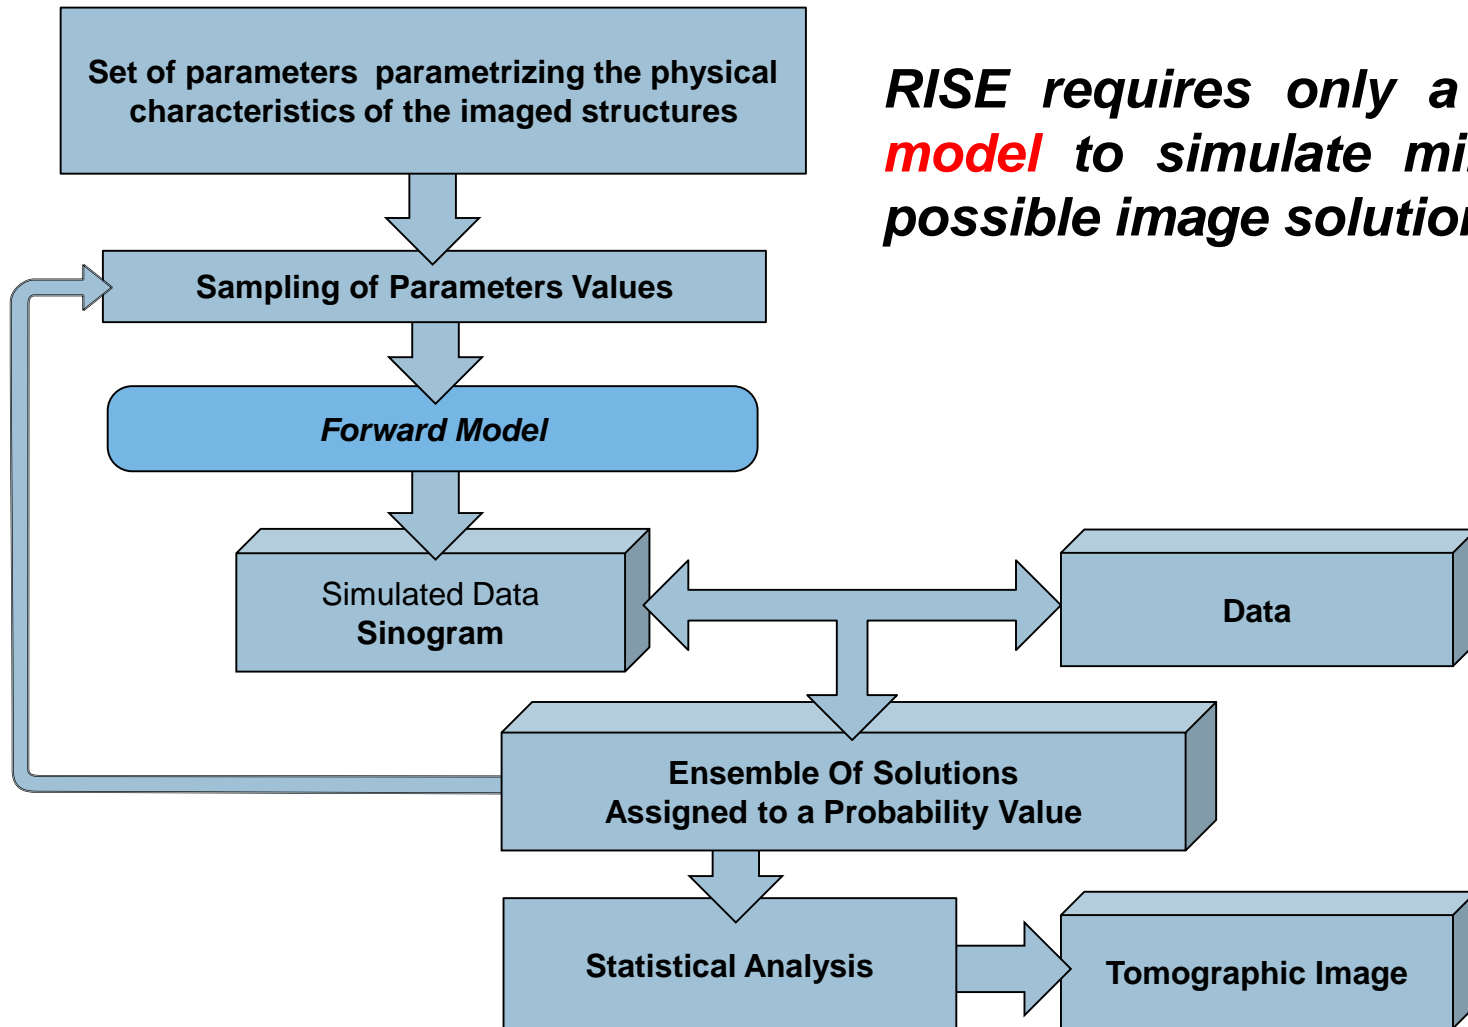 Set of parameters parametrizing the physical
characteristics of the imaged structures
RISE requires only a
model to simulate
possible image
Sampling of Parameters Values
Forward Model
Simulated Data
Sinogram
Data
Ensemble Of Solutions
Assigned to a Probability Value
Statistical Analysis
Tomographic Image